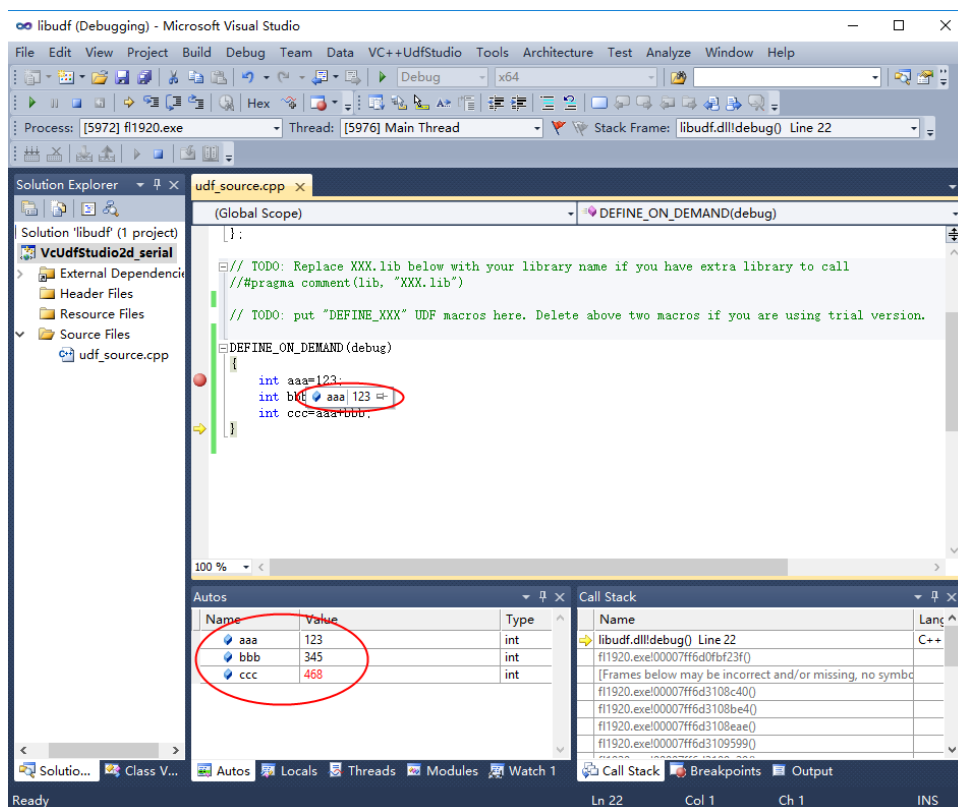 libudf (Debugging) - Microsoft Visual Studio
File Edit View Project Build Debug Team Data VC++UdfStudio Tools Architecture Test Analyze Window Help
Debug x64
Hex
Process: [5972] fl1920.exe Thread: [5976] Main Thread Stack Frame: libudf.dll!debug() Line 22
Solution Explorer
udf_source.cpp
(Global Scope) DEFINE_ON_DEMAND(debug)
Solution 'libudf' (1 project)
VcUdfStudio2d_serial
External Dependencie
Header Files
Resource Files
Source Files
udf_source.cpp
};
// TODO: Replace XXX.lib below with your library name if you have extra library to call
//#pragma comment(lib, "XXX.lib")
// TODO: put "DEFINE_XXX" UDF macros here. Delete above two macros if you are using trial version.
DEFINE_ON_DEMAND(debug)
{
int aaa=123;
int bbb aaa 123
int ccc=aaa+bbb;
}
100 %
Autos
Name Value Type
aaa 123 int
bbb 345 int
ccc 468 int
Call Stack
Name Lang
libudf.dll!debug() Line 22 C++
fl1920.exe!00007ff6d0fbf23f()
[Frames below may be incorrect and/or missing, no symbo
fl1920.exe!00007ff6d3108c40()
fl1920.exe!00007ff6d3108be4()
fl1920.exe!00007ff6d3108eae()
fl1920.exe!00007ff6d3109599()
Solutio... Class V...
Autos Locals Threads Modules Watch 1
Call Stack Breakpoints Output
Ready Ln 22 Col 1 Ch 1 INS